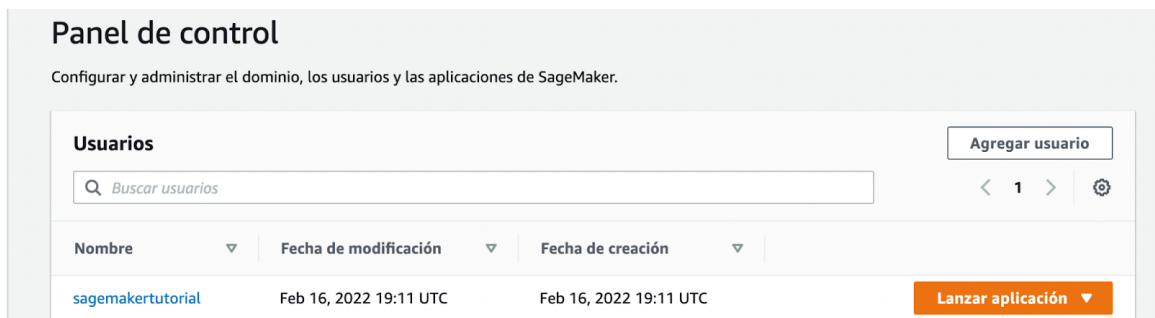 Panel de control
Configurar y administrar el dominio, los usuarios y las aplicaciones de SageMaker.
Usuarios
Agregar usuario
Buscar usuarios
1
Nombre Fecha de modificación Fecha de creación
sagemakertutorial Feb 16, 2022 19:11 UTC Feb 16, 2022 19:11 UTC Lanzar aplicación